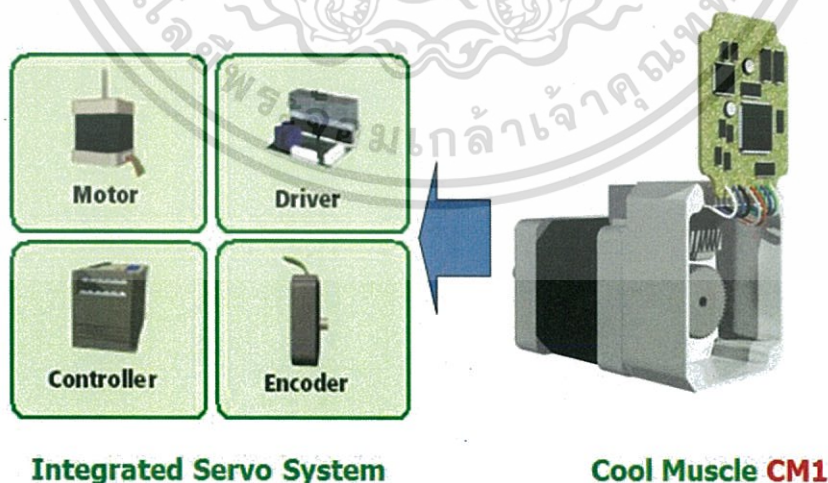 Motor
Driver
Controller
Encoder
Integrated Servo System
Cool Muscle CM1